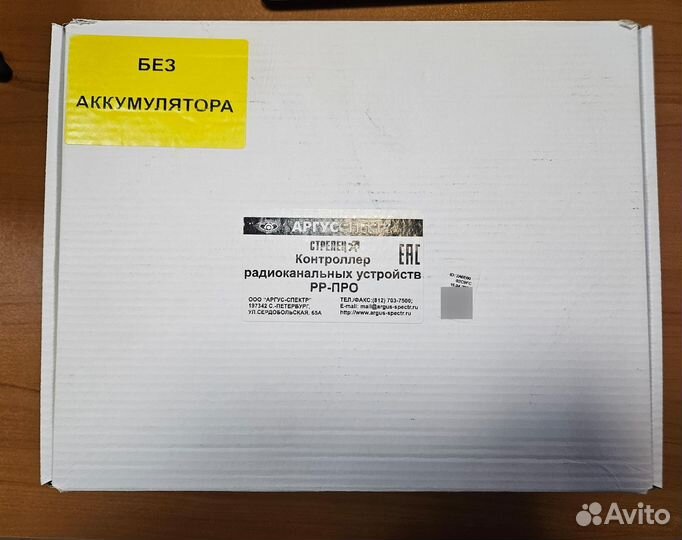 БЕЗ
АККУМУЛЯТОРА
АРГУС-СПЕКТР
СТРЕЛЕЦ
EAC
Контроллер
радиоканальных устройств
РР-ПРО
ООО "АРГУС-СПЕКТР" ТЕЛ./ФАКС:(812) 703-7500;
197342 С.-ПЕТЕРБУРГ, E-mail: mail@argus-spectr.ru
УЛ.СЕРДОБОЛЬСКАЯ, 65А http://www.argus-spectr.ru
Avito